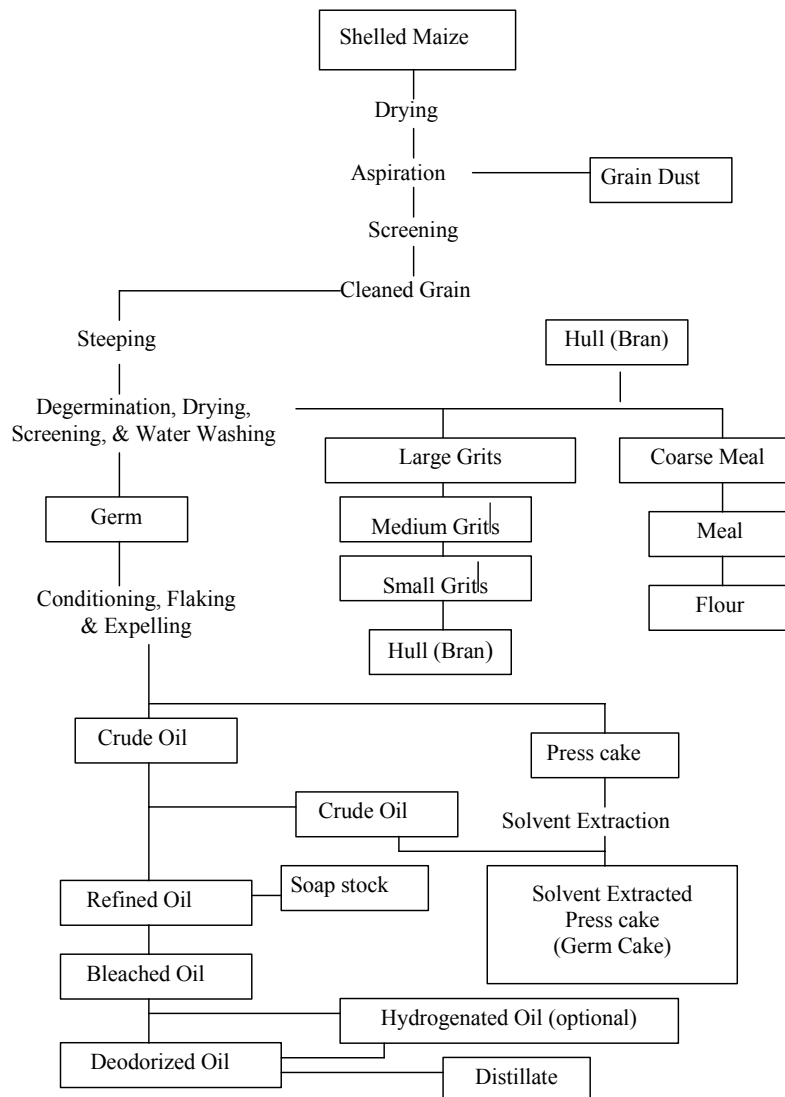 Shelled Maize
Drying
Aspiration
Grain Dust
Screening
Cleaned Grain
Steeping
Hull (Bran)
Degermination, Drying,
Screening, & Water Washing
Large Grits
Coarse Meal
Germ
Medium Grits
Meal
Small Grits
Flour
Conditioning, Flaking
& Expelling
Hull (Bran)
Crude Oil
Press cake
Crude Oil
Solvent Extraction
Refined Oil
Soap stock
Solvent Extracted
Press cake
(Germ Cake)
Bleached Oil
Hydrogenated Oil (optional)
Deodorized Oil
Distillate